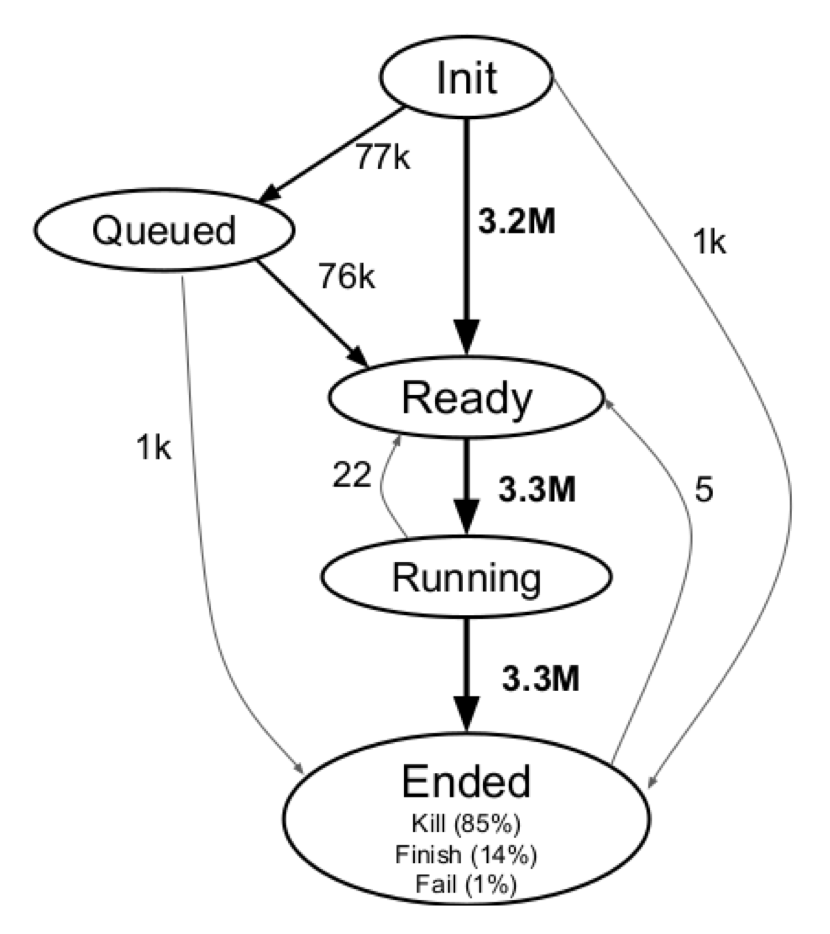 Init
77k
3.2M
Queued
1k
76k
Ready
1k
22
3.3M
5
Running
3.3M
Ended
Kill (85%)
Finish (14%)
Fail (1%)